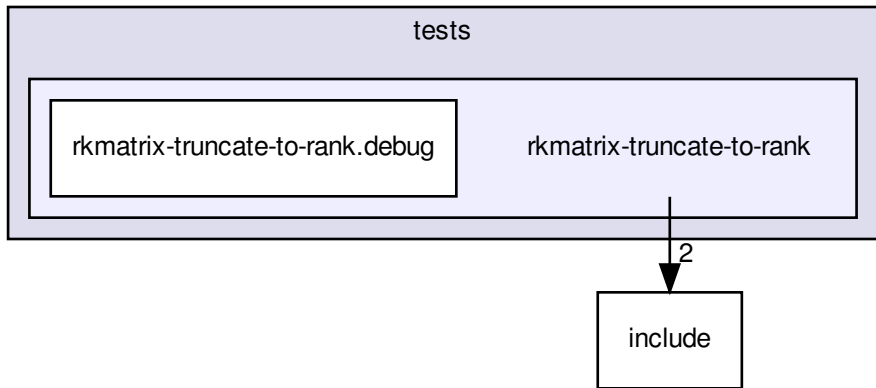 tests
rkmatrix-truncate-to-rank.debug
rkmatrix-truncate-to-rank
2
include